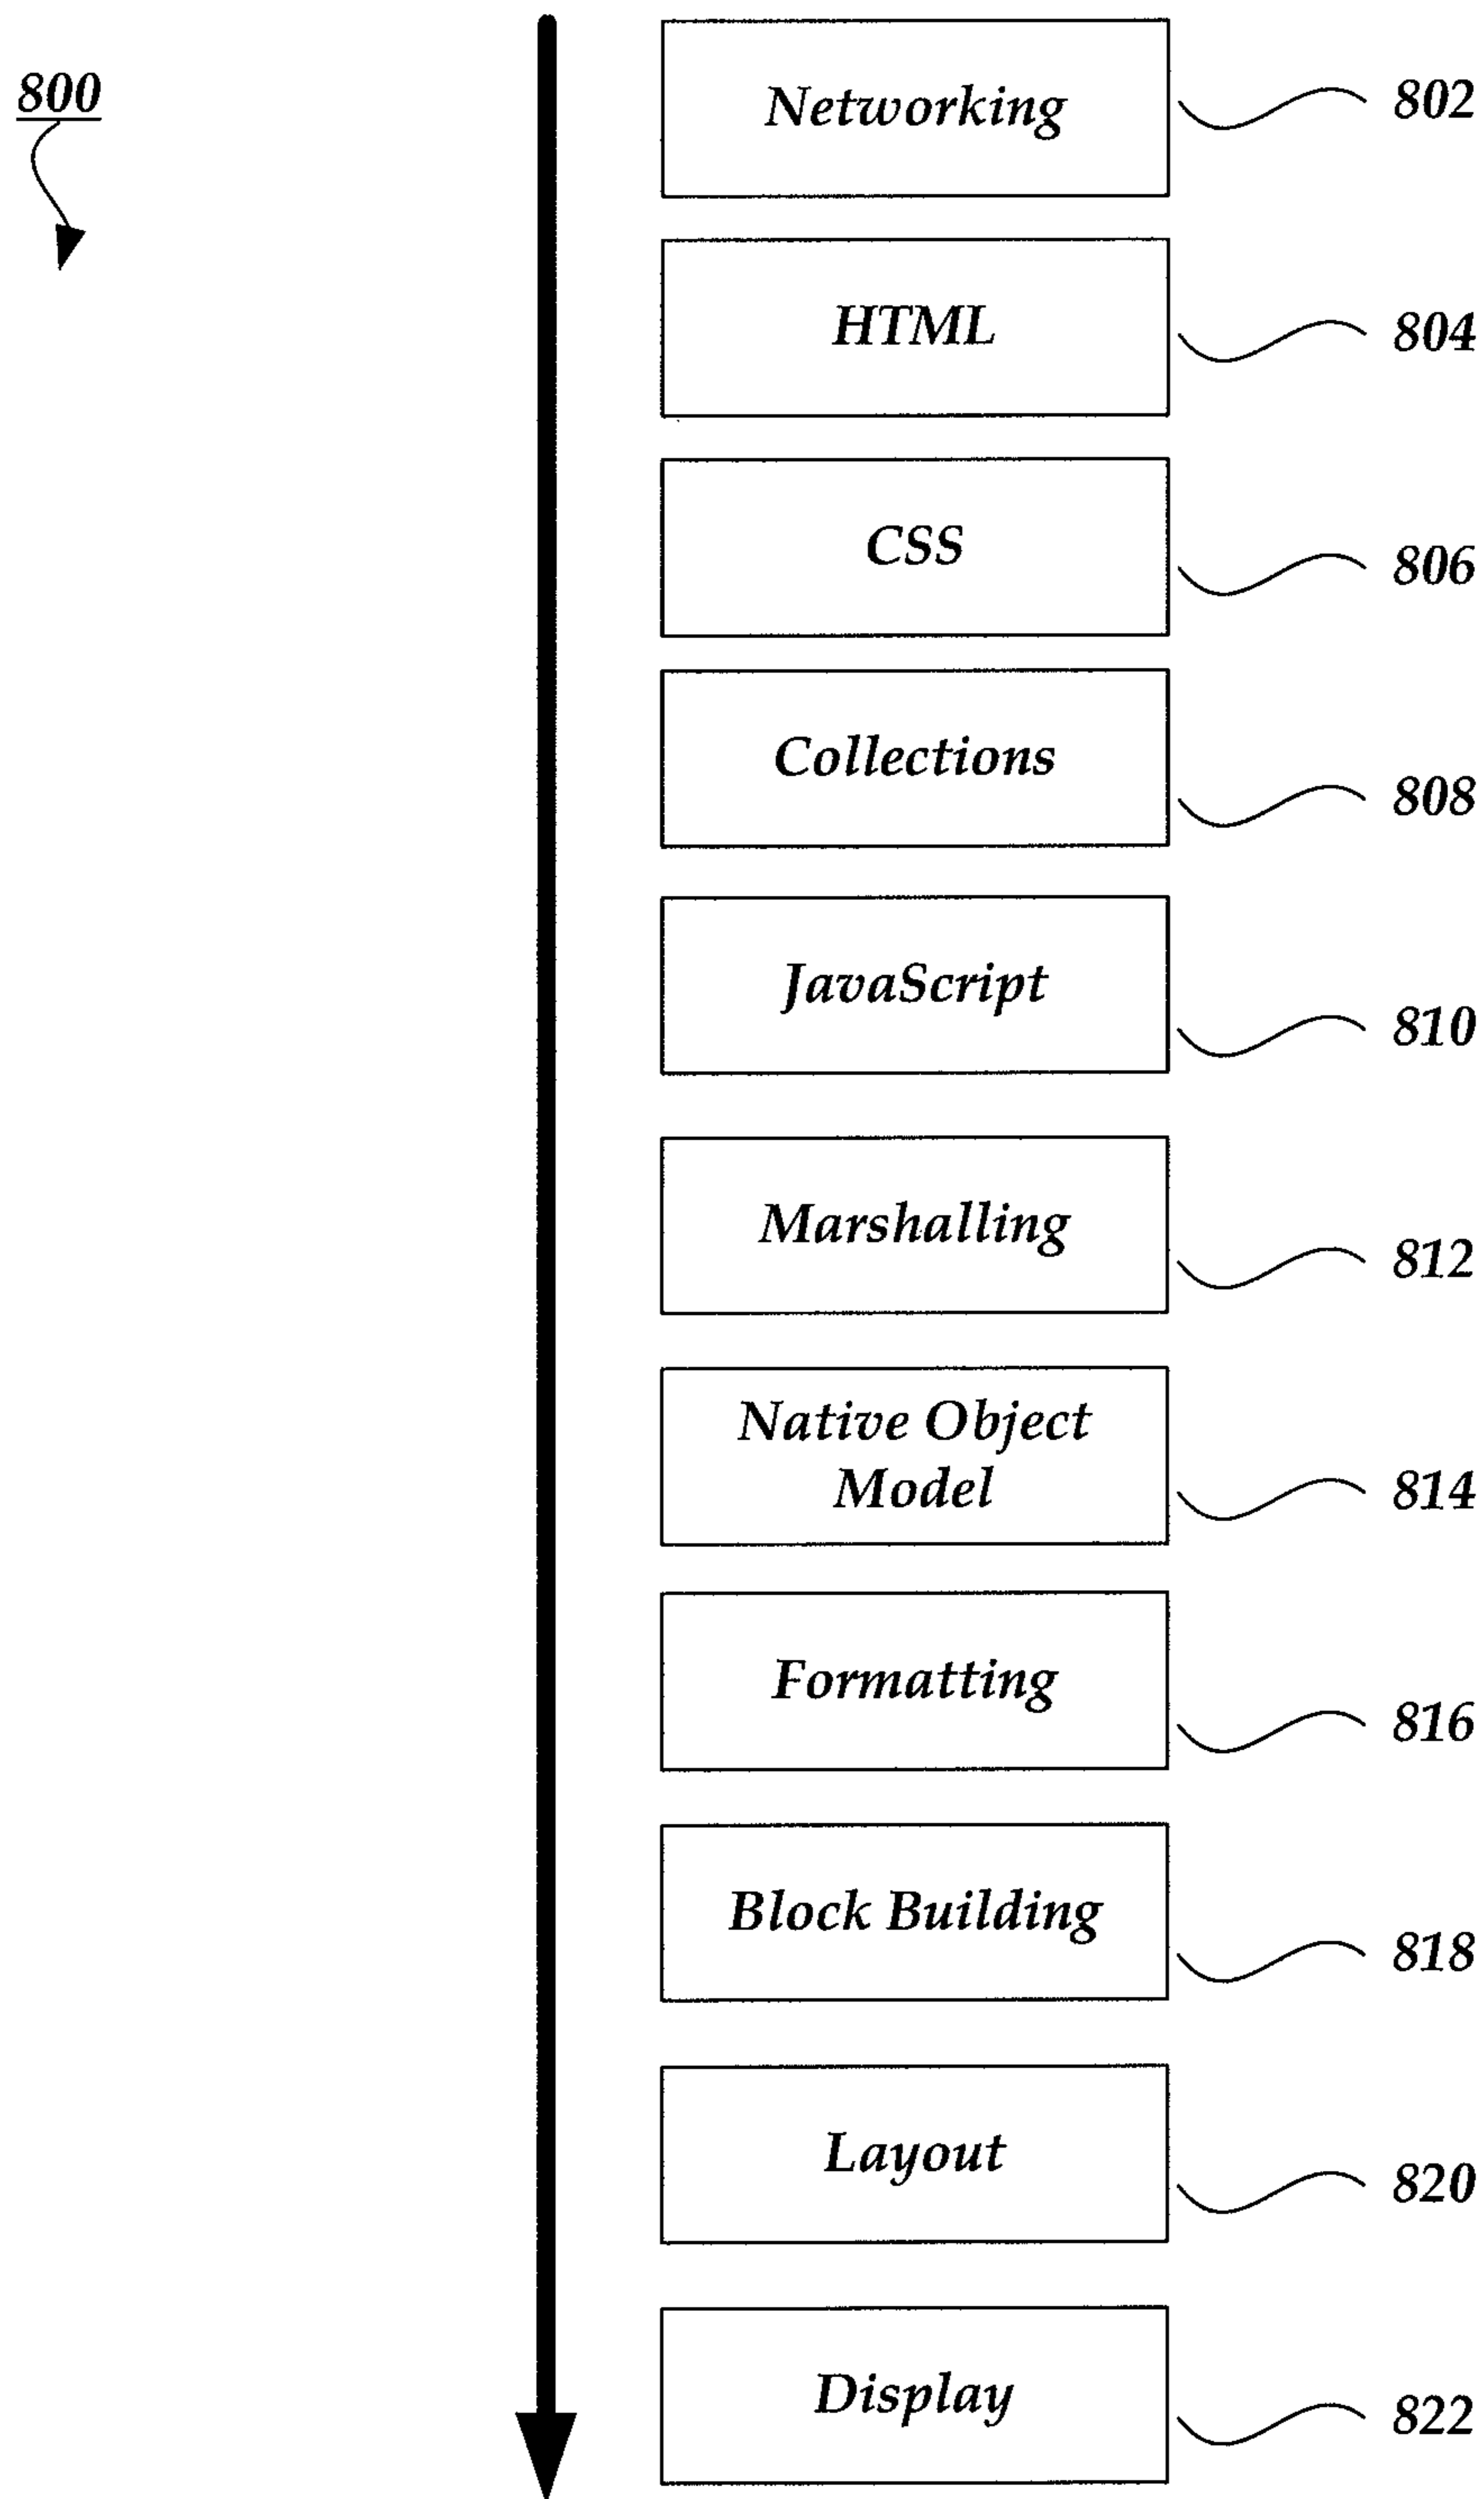 800
Networking
802
HTML
804
CSS
806
Collections
808
JavaScript
810
Marshalling
812
Native Object
Model
814
Formatting
816
Block Building
818
Layout
820
Display
822